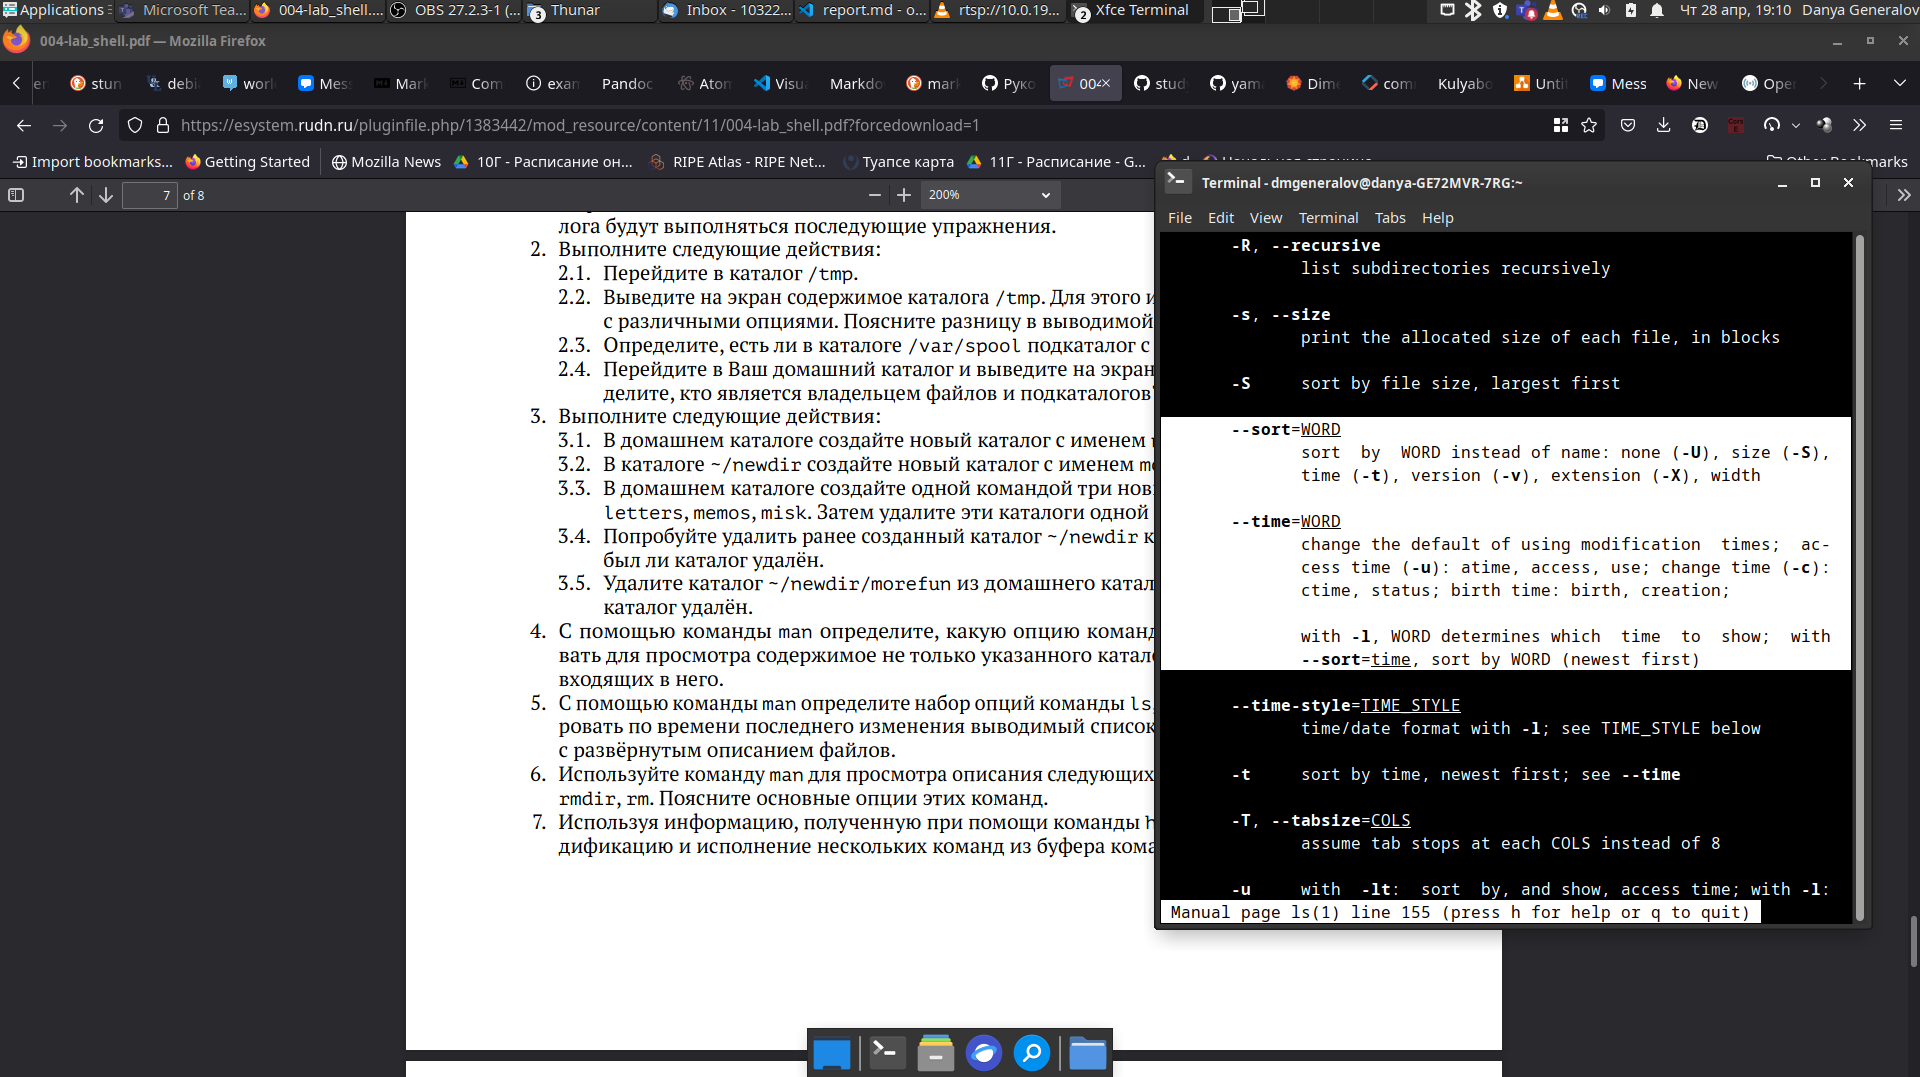 Applications
Microsoft Tea...
004-lab_shell....
OBS 27.2.3-1 (...
3 Thunar
Inbox - 10322...
report.md - o...
rtsp://10.0.19...
2 Xfce Terminal
Чт 28 апр, 19:10 Danya Generalov
004-lab_shell.pdf — Mozilla Firefox
stun
debi
worl
Mess
Mark
Com
exan
Pandoc
Atom
Visua
Markdo
mar
Руко
004
stud
yam
Dime
com
Kulyabo
Unti
Mess
New
Oper
https://esystem.rudn.ru/pluginfile.php/1383442/mod_resource/content/11/004-lab_shell.pdf?forcedownload=1
Import bookmarks...
Getting Started
Mozilla News
10Г - Расписание он...
RIPE Atlas - RIPE Net...
Туапсе карта
11Г - Расписание - G...
Other Bookmarks
7 of 8
200%
лога будут выполняться последующие упражнения.
2. Выполните следующие действия:
2.1. Перейдите в каталог /tmp.
2.2. Выведите на экран содержимое каталога /tmp. Для этого и
с различными опциями. Поясните разницу в выводимой
2.3. Определите, есть ли в каталоге /var/spool подкаталог с
2.4. Перейдите в Ваш домашний каталог и выведите на экран
делите, кто является владельцем файлов и подкаталогов
3. Выполните следующие действия:
3.1. В домашнем каталоге создайте новый каталог с именем
3.2. В каталоге ~/newdir создайте новый каталог с именем mo
3.3. В домашнем каталоге создайте одной командой три нов
letters, memos, misk. Затем удалите эти каталоги одной
3.4. Попробуйте удалить ранее созданный каталог ~/newdir к
был ли каталог удалён.
3.5. Удалите каталог ~/newdir/morefun из домашнего катал
каталог удалён.
4. С помощью команды man определите, какую опцию команд
вать для просмотра содержимое не только указанного катало
входящих в него.
5. С помощью команды man определите набор опций команды ls,
ровать по времени последнего изменения выводимый список
с развёрнутым описанием файлов.
6. Используйте команду man для просмотра описания следующих
rmdir, rm. Поясните основные опции этих команд.
7. Используя информацию, полученную при помощи команды h
дификацию и исполнение нескольких команд из буфера кома
Terminal - dmgeneralov@danya-GE72MVR-7RG:~
File Edit View Terminal Tabs Help
-R, --recursive
list subdirectories recursively
-s, --size
print the allocated size of each file, in blocks
-S sort by file size, largest first
--sort=WORD
sort by WORD instead of name: none (-U), size (-S),
time (-t), version (-v), extension (-X), width
--time=WORD
change the default of using modification times; ac-
cess time (-u): atime, access, use; change time (-c):
ctime, status; birth time: birth, creation;
with -l, WORD determines which time to show; with
--sort=time, sort by WORD (newest first)
--time-style=TIME_STYLE
time/date format with -l; see TIME_STYLE below
-t sort by time, newest first; see --time
-T, --tabsize=COLS
assume tab stops at each COLS instead of 8
-u with -lt: sort by, and show, access time; with -l:
Manual page ls(1) line 155 (press h for help or q to quit)